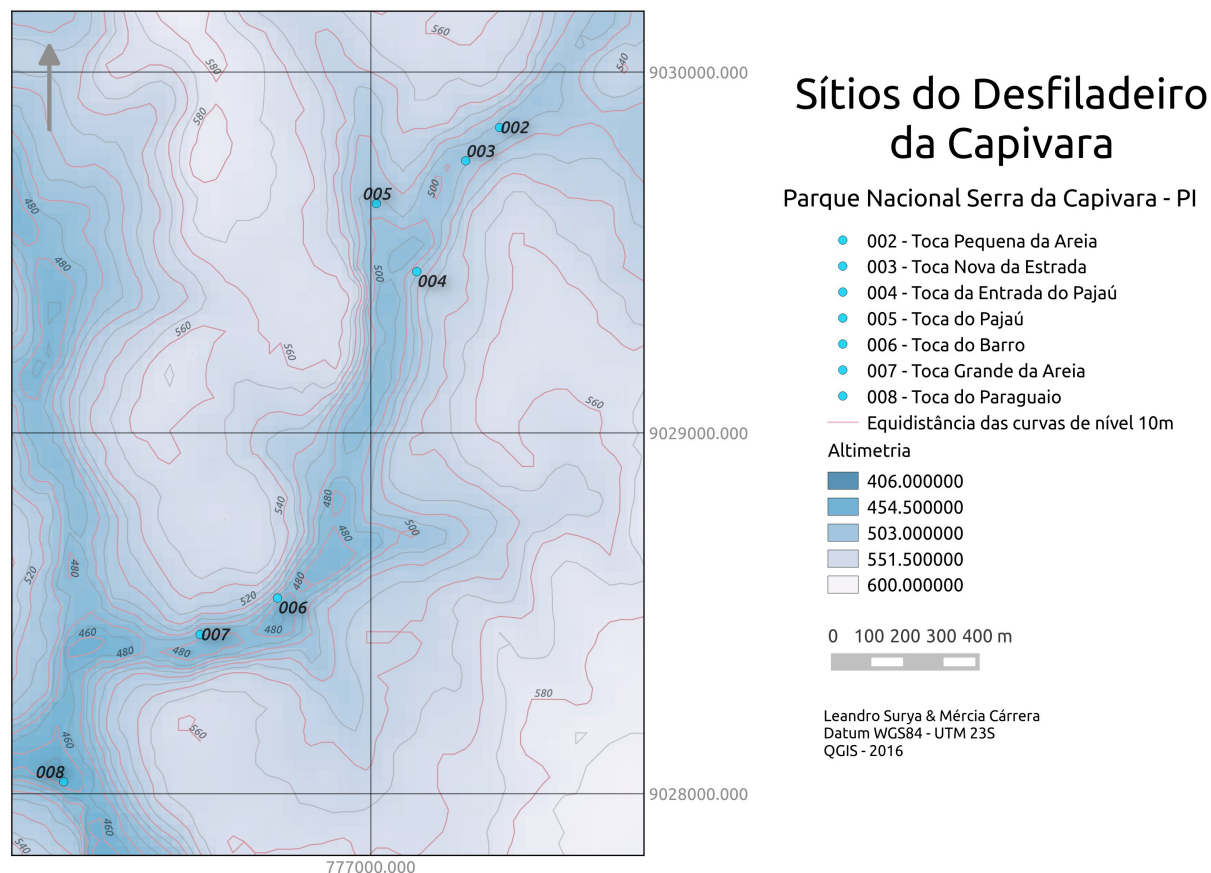 560
540
580
9030000.000
580
002
003
500
005
480
480
500
004
560
560
560
9029000.000
540
480
480
500
520
480
480
520
006
460
480
480
480
007
580
560
460
008
9028000.000
460
540
777000.000
Sítios do Desfiladeiro
da Capivara
Parque Nacional Serra da Capivara - PI
002 - Toca Pequena da Areia
003 - Toca Nova da Estrada
004 - Toca da Entrada do Pajaú
005 - Toca do Pajaú
006 - Toca do Barro
007 - Toca Grande da Areia
008 - Toca do Paraguaio
Equidistância das curvas de nível 10m
Altimetria
406.000000
454.500000
503.000000
551.500000
600.000000
0 100 200 300 400 m
Leandro Surya & Mércia Cárrera
Datum WGS84 - UTM 23S
QGIS - 2016